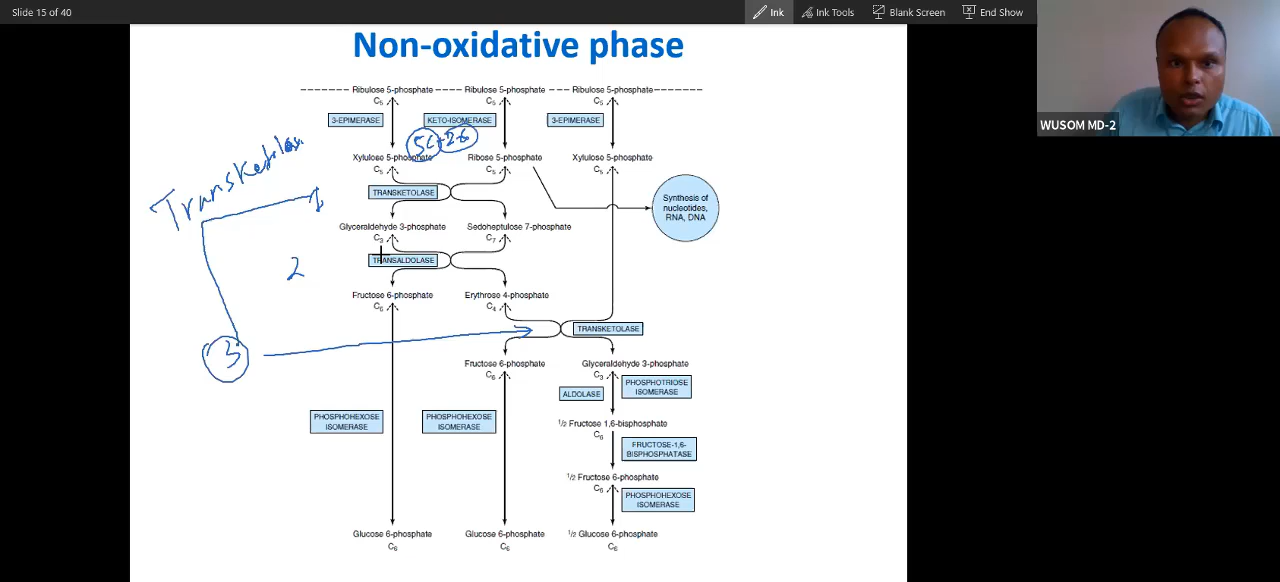 Slide 15 of 40
Ink
Ink Tools
Blank Screen
End Show
Non-oxidative phase
WUSOM MD-2
Ribulose 5-phosphate Ribulose 5-phosphate Ribulose 5-phosphate
C5 C5 C5
3-EPIMERASE KETO-ISOMERASE 3-EPIMERASE
Xylulose 5-phosphate Ribose 5-phosphate Xylulose 5-phosphate
C5 C5 C5
TRANSKETOLASE
Synthesis of
nucleotides,
RNA, DNA
Glyceraldehyde 3-phosphate Sedoheptulose 7-phosphate
C3 C7
TRANSALDOLASE
2
Fructose 6-phosphate Erythrose 4-phosphate
C6 C4
TRANSKETOLASE
3
Fructose 6-phosphate Glyceraldehyde 3-phosphate
C6 C3
ALDOLASE
PHOSPHOTRIOSE
ISOMERASE
PHOSPHOHEXOSE
ISOMERASE
PHOSPHOHEXOSE
ISOMERASE
1/2 Fructose 1,6-bisphosphate
C6
FRUCTOSE-1,6-
BISPHOSPHATASE
1/2 Fructose 6-phosphate
C6
PHOSPHOHEXOSE
ISOMERASE
Glucose 6-phosphate Glucose 6-phosphate 1/2 Glucose 6-phosphate
C6 C6 C6